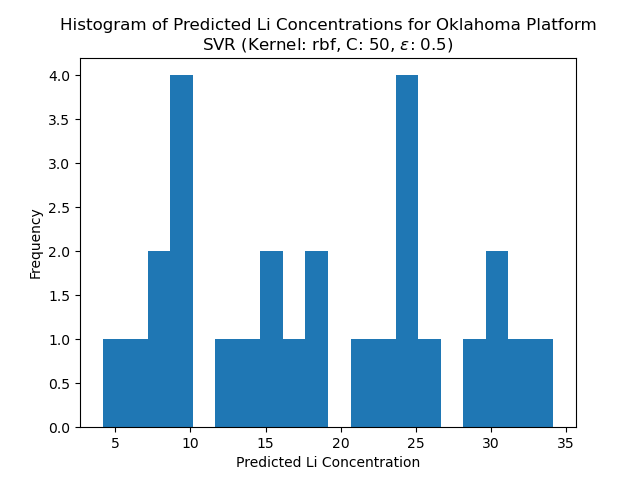 Histogram of Predicted Li Concentrations for Oklahoma Platform
SVR (Kernel: rbf, C: 50, ε: 0.5)
4.0
3.5
3.0
2.5
2.0
1.5
1.0
0.5
0.0
Frequency
5 10 15 20 25 30 35
Predicted Li Concentration